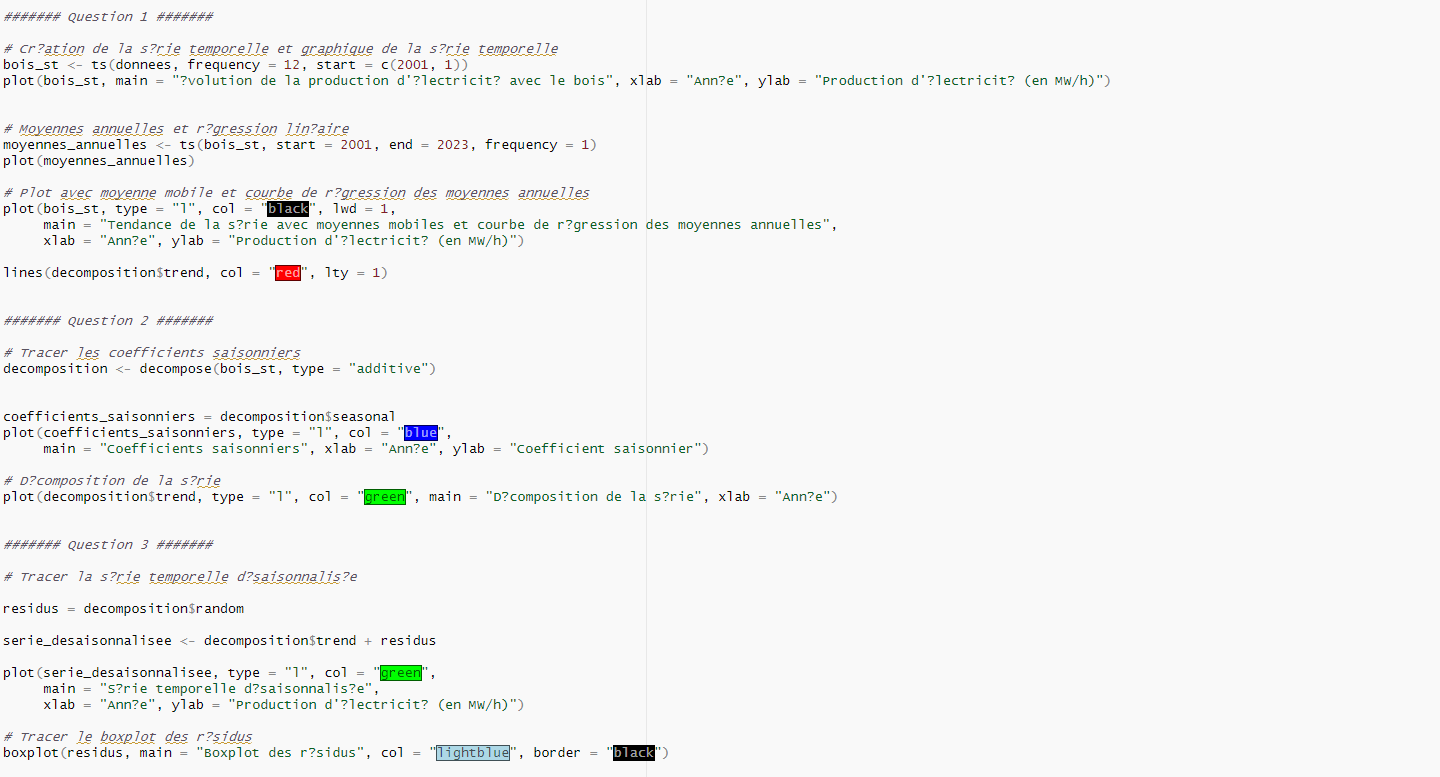 ####### Question 1 #######
# Cr?ation de la s?rie temporelle et graphique de la s?rie temporelle
bois_st <- ts(donnees, frequency = 12, start = c(2001, 1))
plot(bois_st, main = "?volution de la production d'?lectricit? avec le bois", xlab = "Ann?e", ylab = "Production d'?lectricit? (en MW/h)")
# Moyennes annuelles et r?gression lin?aire
moyennes_annuelles <- ts(bois_st, start = 2001, end = 2023, frequency = 1)
plot(moyennes_annuelles)
# Plot avec moyenne mobile et courbe de r?gression des moyennes annuelles
plot(bois_st, type = "l", col = "black", lwd = 1,
     main = "Tendance de la s?rie avec moyennes mobiles et courbe de r?gression des moyennes annuelles",
     xlab = "Ann?e", ylab = "Production d'?lectricit? (en MW/h)")
lines(decomposition$trend, col = "red", lty = 1)
####### Question 2 #######
# Tracer les coefficients saisonniers
decomposition <- decompose(bois_st, type = "additive")
coefficients_saisonniers = decomposition$seasonal
plot(coefficients_saisonniers, type = "l", col = "blue",
     main = "Coefficients saisonniers", xlab = "Ann?e", ylab = "Coefficient saisonnier")
# D?composition de la s?rie
plot(decomposition$trend, type = "l", col = "green", main = "D?composition de la s?rie", xlab = "Ann?e")
####### Question 3 #######
# Tracer la s?rie temporelle d?saisonnalis?e
residus = decomposition$random
serie_desaisonnalisee <- decomposition$trend + residus
plot(serie_desaisonnalisee, type = "l", col = "green",
     main = "S?rie temporelle d?saisonnalis?e",
     xlab = "Ann?e", ylab = "Production d'?lectricit? (en MW/h)")
# Tracer le boxplot des r?sidus
boxplot(residus, main = "Boxplot des r?sidus", col = "lightblue", border = "black")